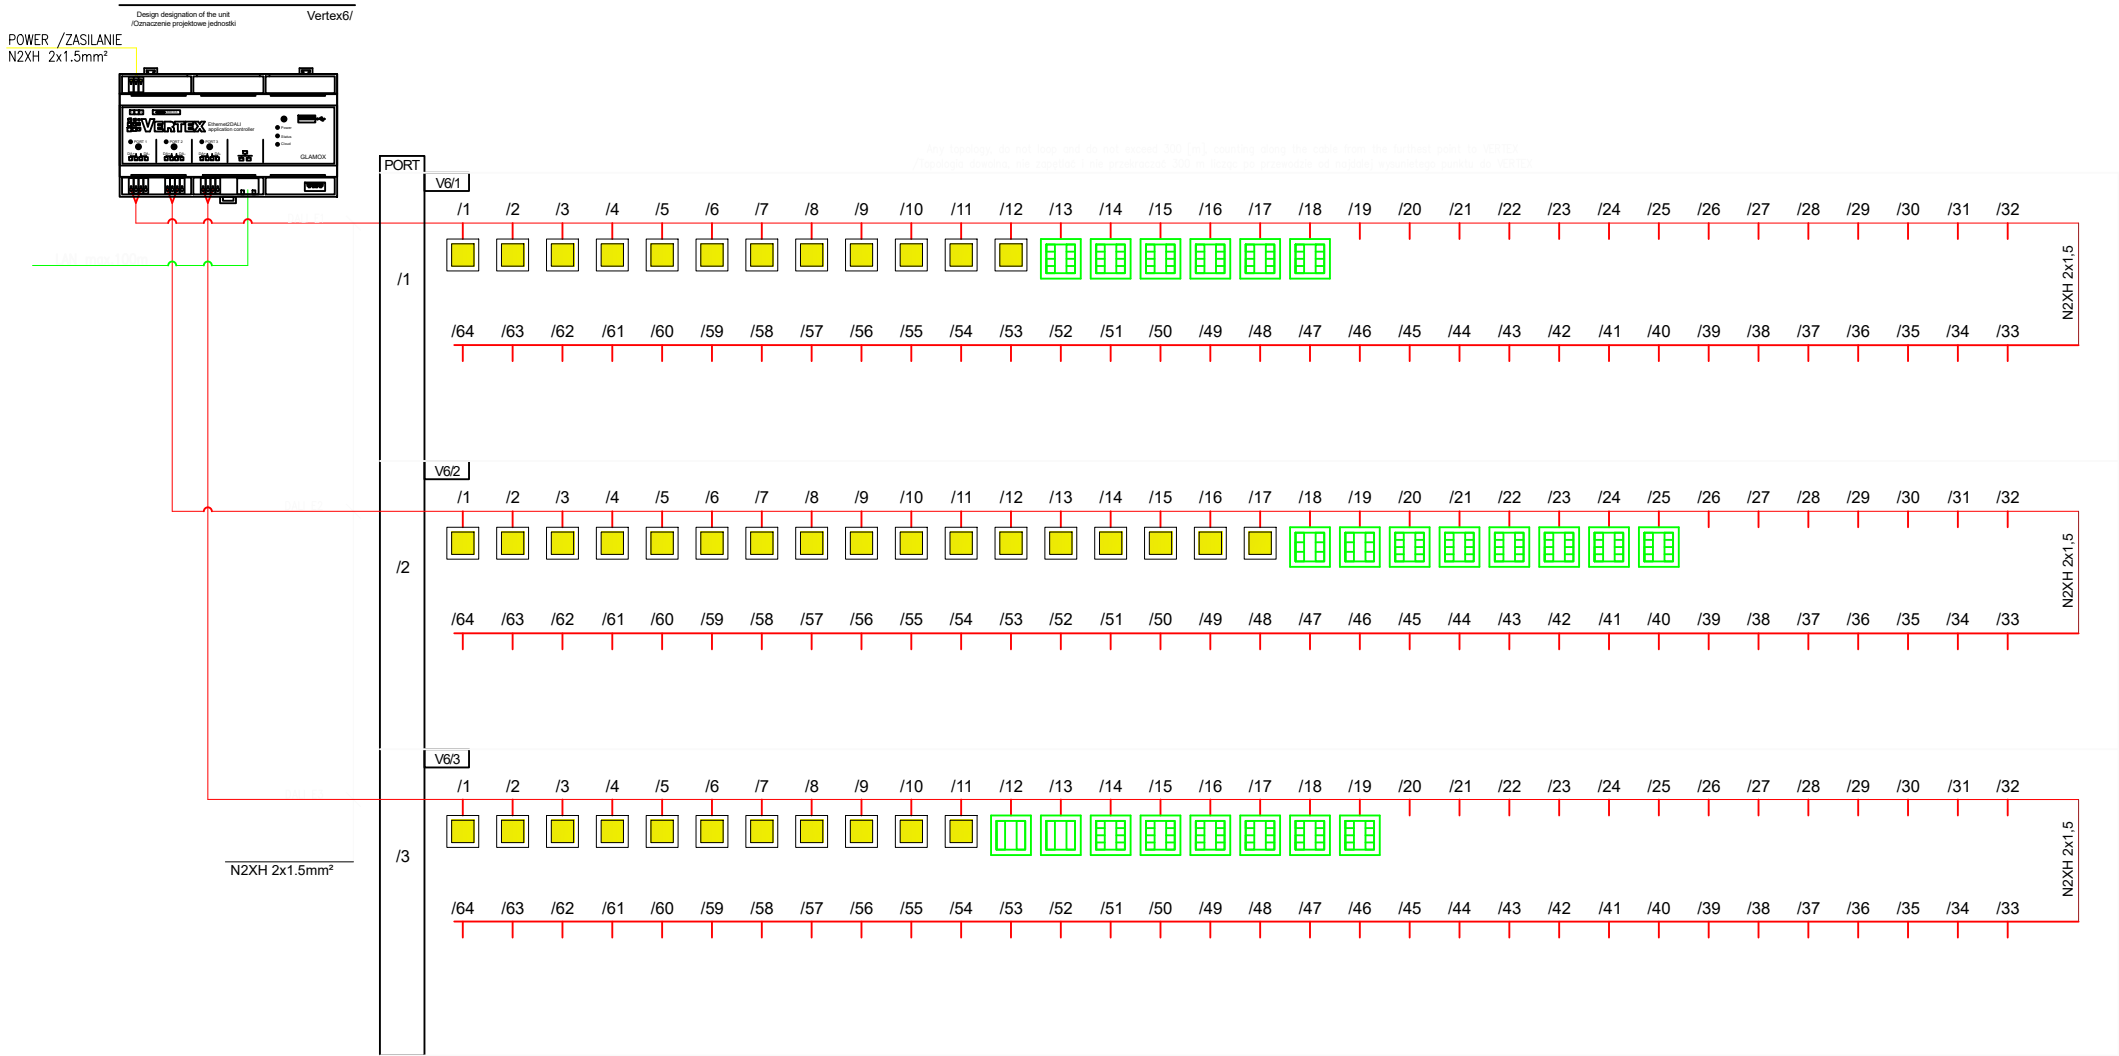 Design designation of the unit
/Oznaczenie projektowe jednostki
Vertex6/
POWER /ZASILANIE
N2XH 2x1.5mm²
VERTEX
Ethernet2DALI
application controller
Power
Status
Cloud
PORT 1
PORT 2
PORT 3
GLAMOX
LAN max.100m
PORT
V6/1
/1 /2 /3 /4 /5 /6 /7 /8 /9 /10 /11 /12 /13 /14 /15 /16 /17 /18 /19 /20 /21 /22 /23 /24 /25 /26 /27 /28 /29 /30 /31 /32
/1
N2XH 2x1,5
/64 /63 /62 /61 /60 /59 /58 /57 /56 /55 /54 /53 /52 /51 /50 /49 /48 /47 /46 /45 /44 /43 /42 /41 /40 /39 /38 /37 /36 /35 /34 /33
V6/2
/1 /2 /3 /4 /5 /6 /7 /8 /9 /10 /11 /12 /13 /14 /15 /16 /17 /18 /19 /20 /21 /22 /23 /24 /25 /26 /27 /28 /29 /30 /31 /32
/2
N2XH 2x1,5
/64 /63 /62 /61 /60 /59 /58 /57 /56 /55 /54 /53 /52 /51 /50 /49 /48 /47 /46 /45 /44 /43 /42 /41 /40 /39 /38 /37 /36 /35 /34 /33
V6/3
/1 /2 /3 /4 /5 /6 /7 /8 /9 /10 /11 /12 /13 /14 /15 /16 /17 /18 /19 /20 /21 /22 /23 /24 /25 /26 /27 /28 /29 /30 /31 /32
/3
N2XH 2x1,5
N2XH 2x1.5mm²
/64 /63 /62 /61 /60 /59 /58 /57 /56 /55 /54 /53 /52 /51 /50 /49 /48 /47 /46 /45 /44 /43 /42 /41 /40 /39 /38 /37 /36 /35 /34 /33